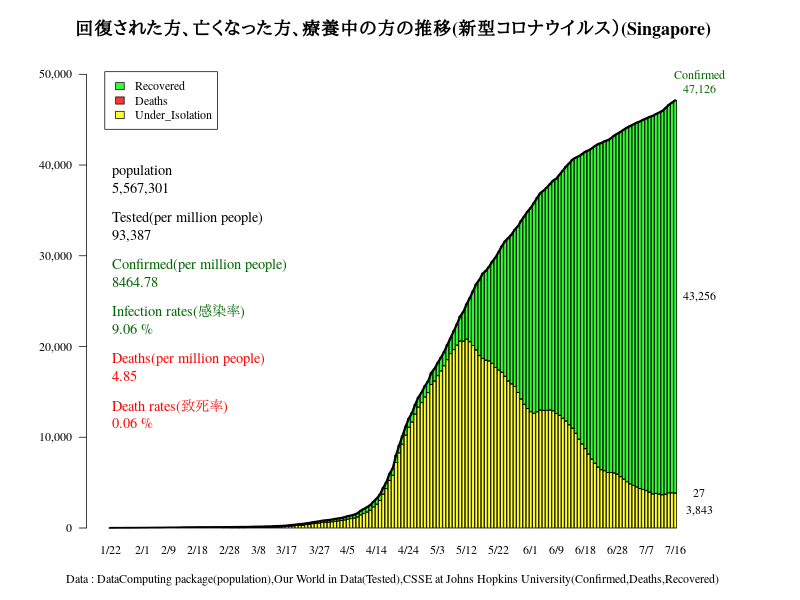 回復された方、亡くなった方、療養中の方の推移(新型コロナウイルス)(Singapore)
Confirmed
47,126
50,000
40,000
30,000
20,000
10,000
0
Recovered
Deaths
Under_Isolation
population
5,567,301
Tested(per million people)
93,387
Confirmed(per million people)
8464.78
Infection rates(感染率)
9.06 %
Deaths(per million people)
4.85
Death rates(致死率)
0.06 %
43,256
27
3,843
1/22 2/1 2/9 2/18 2/28 3/8 3/17 3/27 4/5 4/14 4/24 5/3 5/12 5/22 6/1 6/9 6/18 6/28 7/7 7/16
Data : DataComputing package(population),Our World in Data(Tested),CSSE at Johns Hopkins University(Confirmed,Deaths,Recovered)